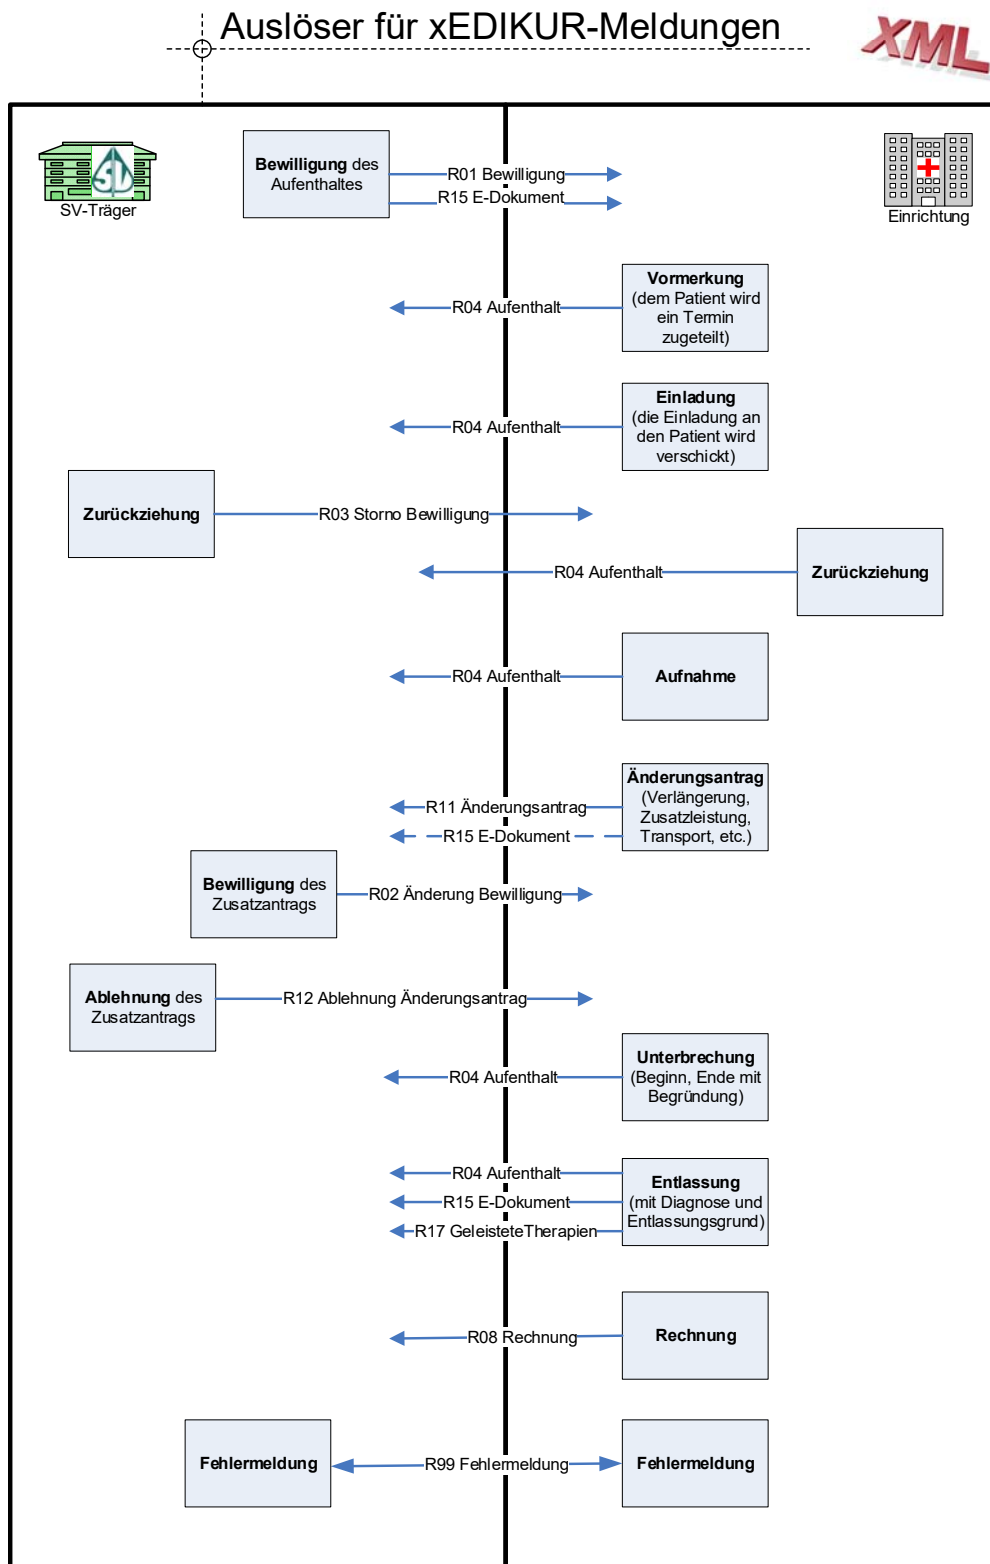 Auslöser für xEDIKUR-Meldungen
XML
SV-Träger
SV
Einrichtung
Bewilligung des
Aufenthaltes
R01 Bewilligung
R15 E-Dokument
Vormerkung
(dem Patient wird
ein Termin
zugeteilt)
R04 Aufenthalt
Einladung
(die Einladung an
den Patient wird
verschickt)
R04 Aufenthalt
Zurückziehung
R03 Storno Bewilligung
R04 Aufenthalt
Zurückziehung
R04 Aufenthalt
Aufnahme
Änderungsantrag
(Verlängerung,
Zusatzleistung,
Transport, etc.)
R11 Änderungsantrag
R15 E-Dokument
Bewilligung des
Zusatzantrags
R02 Änderung Bewilligung
Ablehnung des
Zusatzantrags
R12 Ablehnung Änderungsantrag
Unterbrechung
(Beginn, Ende mit
Begründung)
R04 Aufenthalt
R04 Aufenthalt
R15 E-Dokument
R17 GeleisteteTherapien
Entlassung
(mit Diagnose und
Entlassungsgrund)
R08 Rechnung
Rechnung
Fehlermeldung
R99 Fehlermeldung
Fehlermeldung